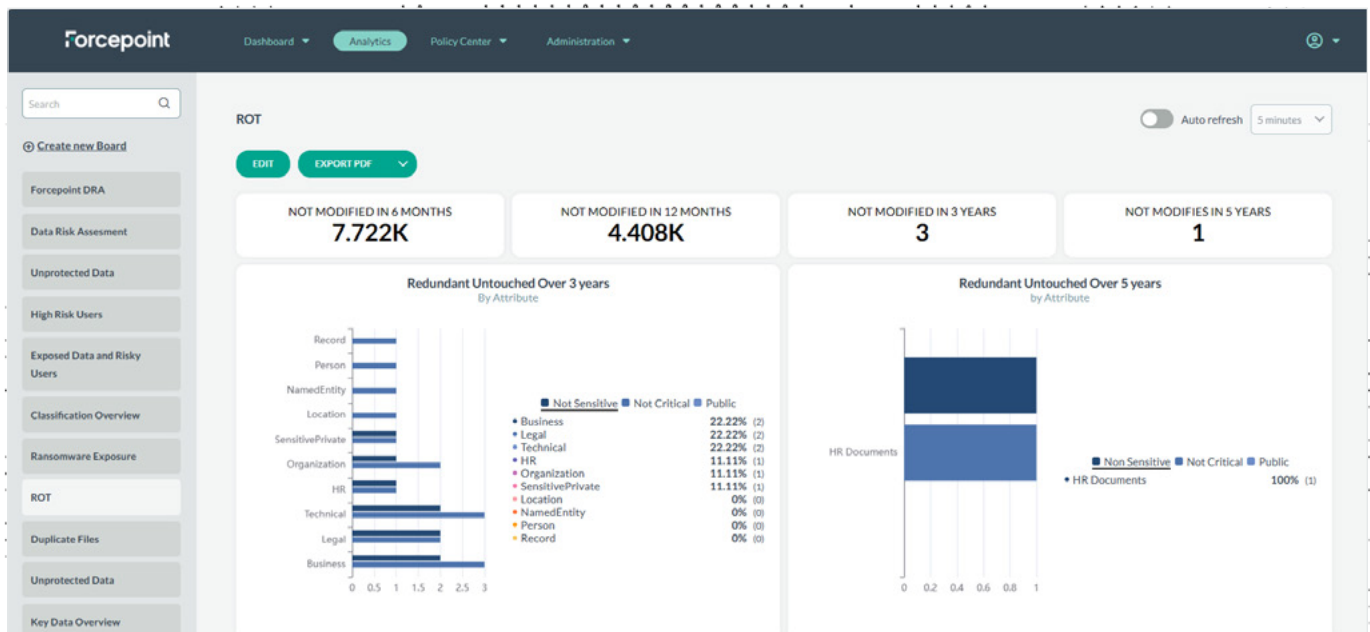 Forcepoint
Dashboard
Analytics
Policy Center
Administration
Search
Create new Board
Forcepoint DRA
Data Risk Assesment
Unprotected Data
High Risk Users
Exposed Data and Risky
Users
Classification Overview
Ransomware Exposure
ROT
Duplicate Files
Unprotected Data
Key Data Overview
ROT
Auto refresh
5 minutes
EDIT
EXPORT PDF
NOT MODIFIED IN 6 MONTHS
7.722K
NOT MODIFIED IN 12 MONTHS
4.408K
NOT MODIFIED IN 3 YEARS
3
NOT MODIFIES IN 5 YEARS
1
Redundant Untouched Over 3 years
By Attribute
Record
Person
NamedEntity
Location
SensitivePrivate
Organization
HR
Technical
Legal
Business
0 0.5 1 1.5 2 2.5 3
Not Sensitive Not Critical Public
Business 22.22% (2)
Legal 22.22% (2)
Technical 22.22% (2)
HR 11.11% (1)
Organization 11.11% (1)
SensitivePrivate 11.11% (1)
Location 0% (0)
NamedEntity 0% (0)
Person 0% (0)
Record 0% (0)
Redundant Untouched Over 5 years
by Attribute
HR Documents
0 0.2 0.4 0.6 0.8 1
Non Sensitive Not Critical Public
HR Documents 100% (1)